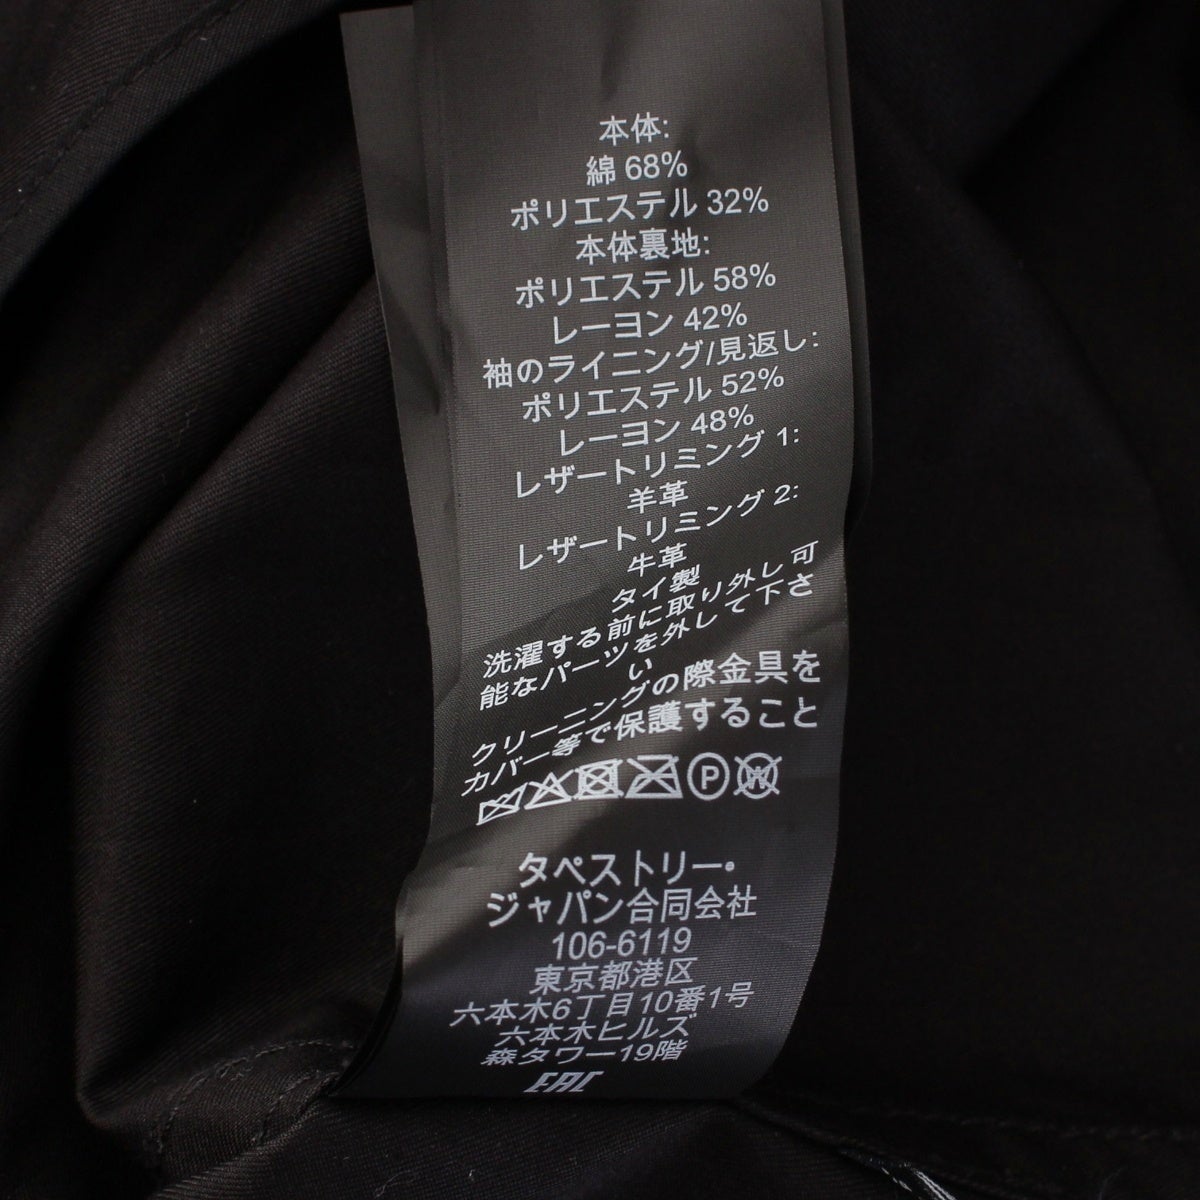 本体:
綿 68%
ポリエステル 32%
本体裏地:
ポリエステル 58%
レーヨン 42%
袖のライニング/見返し:
ポリエステル 52%
レーヨン 48%
レザートリミング 1:
羊革
レザートリミング 2:
牛革
タイ製
洗濯する前に取り外し可
能なパーツを外して下さ
い
クリーニングの際金具を
カバー等で保護すること
P W
タペストリー・
ジャパン合同会社
106-6119
東京都港区
六本木6丁目10番1号
六本木ヒルズ
森タワー19階
EAC